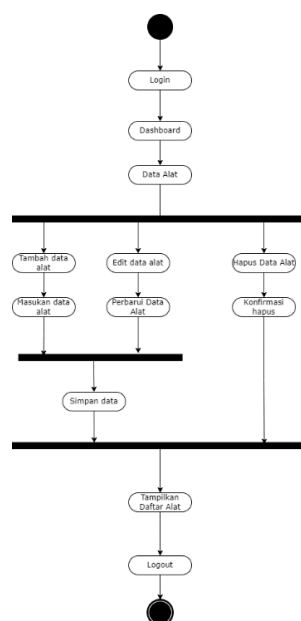 Login
Dashboard
Data Alat
Tambah data
alat
Edit data alat
Hapus Data Alat
Masukan data
alat
Perbarui Data
Alat
Konfirmasi
hapus
Simpan data
Tampilkan
Daftar Alat
Logout